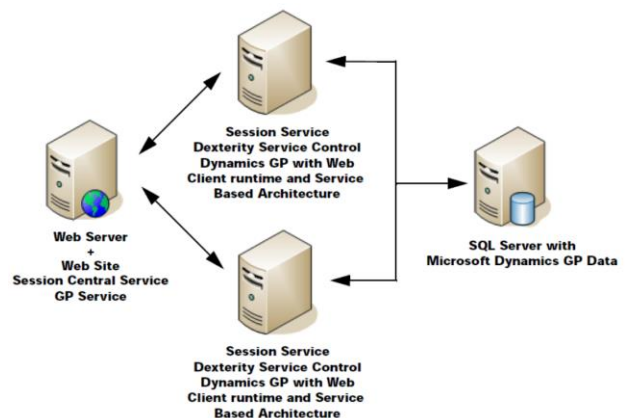 Session Service
Dexterity Service Control
Dynamics GP with Web
Client runtime and Service
Based Architecture
Web Server
+
Web Site
Session Central Service
GP Service
SQL Server with
Microsoft Dynamics GP Data
Session Service
Dexterity Service Control
Dynamics GP with Web
Client runtime and Service
Based Architecture